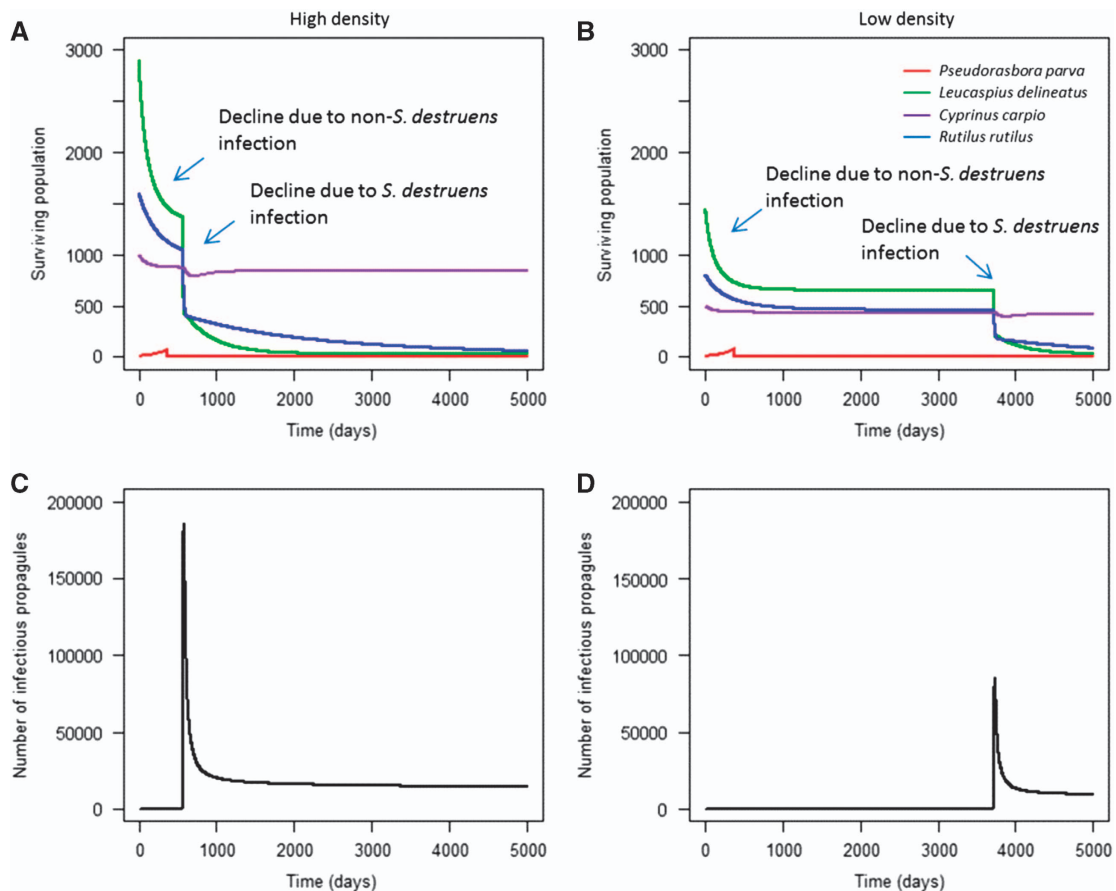 High density
Low density
A
B
3000
2000
1000
500
0
Surviving population
Decline due to non-S. destruens
infection
Decline due to S. destruens
infection
0 1000 2000 3000 4000 5000
Time (days)
3000
2000
1000
500
0
Surviving population
Pseudorasbora parva
Leucaspius delineatus
Cyprinus carpio
Rutilus rutilus
Decline due to non-S. destruens
infection
Decline due to S. destruens
infection
0 1000 2000 3000 4000 5000
Time (days)
C
200000
150000
100000
50000
0
Number of infectious propagules
0 1000 2000 3000 4000 5000
Time (days)
D
200000
150000
100000
50000
0
Number of infectious propagules
0 1000 2000 3000 4000 5000
Time (days)